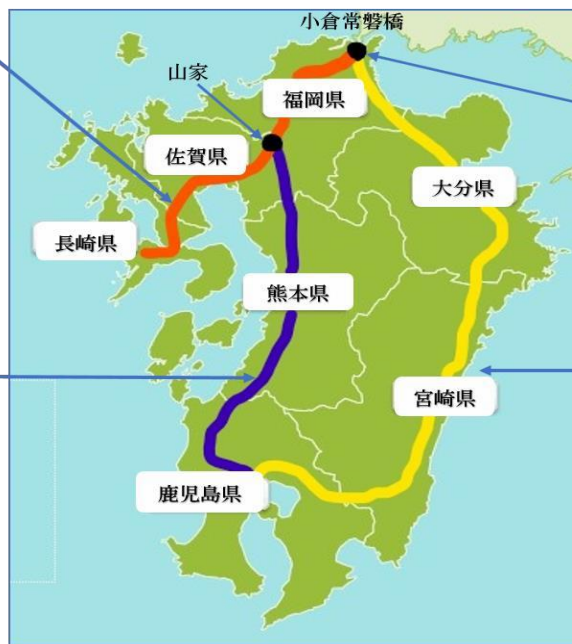 小倉常磐橋
山家
福岡県
佐賀県
大分県
長崎県
熊本県
宮崎県
鹿児島県